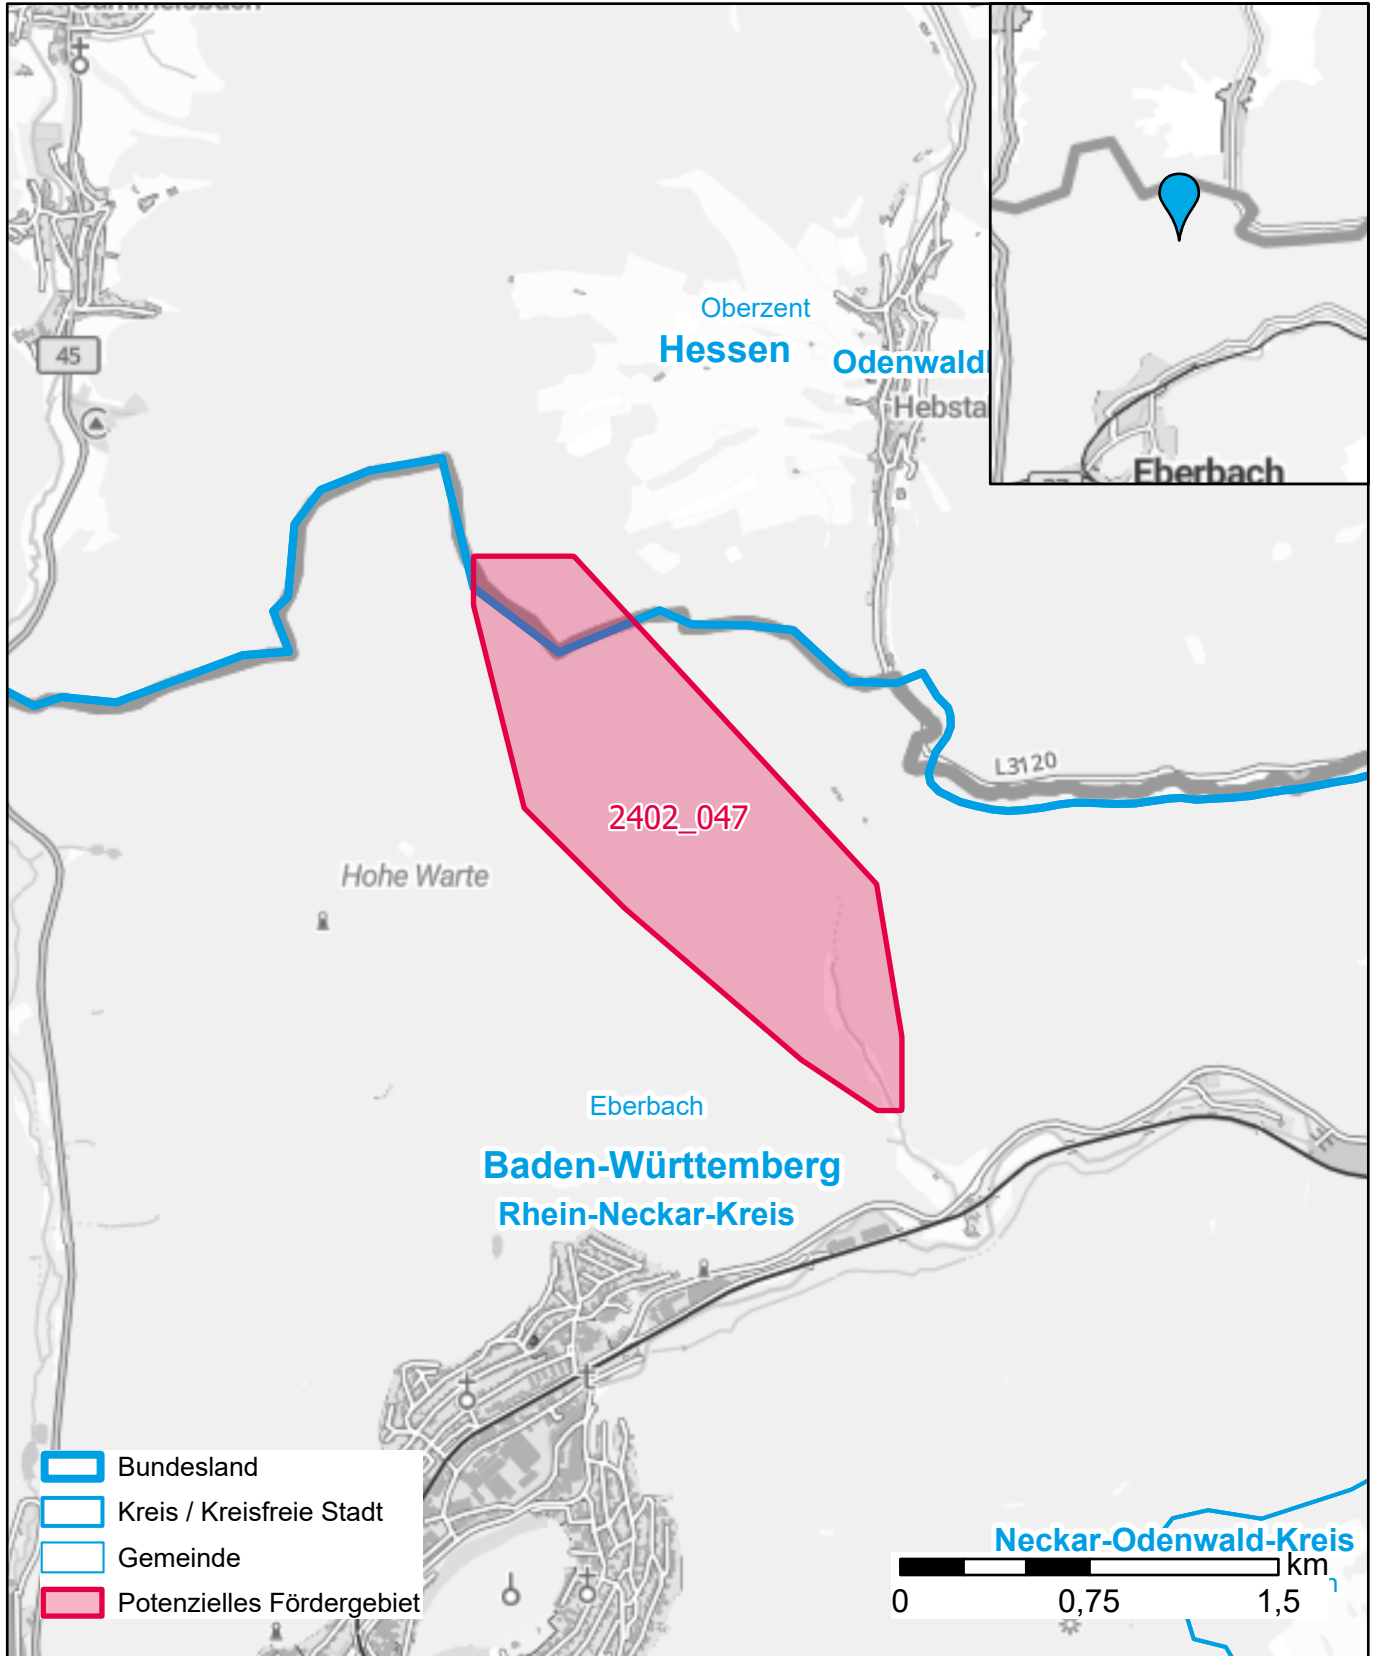 Oberzent
Hessen
Hebsta
45
Eberbach
L3120
2402_047
Hohe Warte
Eberbach
Baden-Württemberg
Rhein-Neckar-Kreis
Bundesland
Kreis / Kreisfreie Stadt
Gemeinde
Potenzielles Fördergebiet
Neckar-Odenwald-Kreis
km
0 0,75 1,5